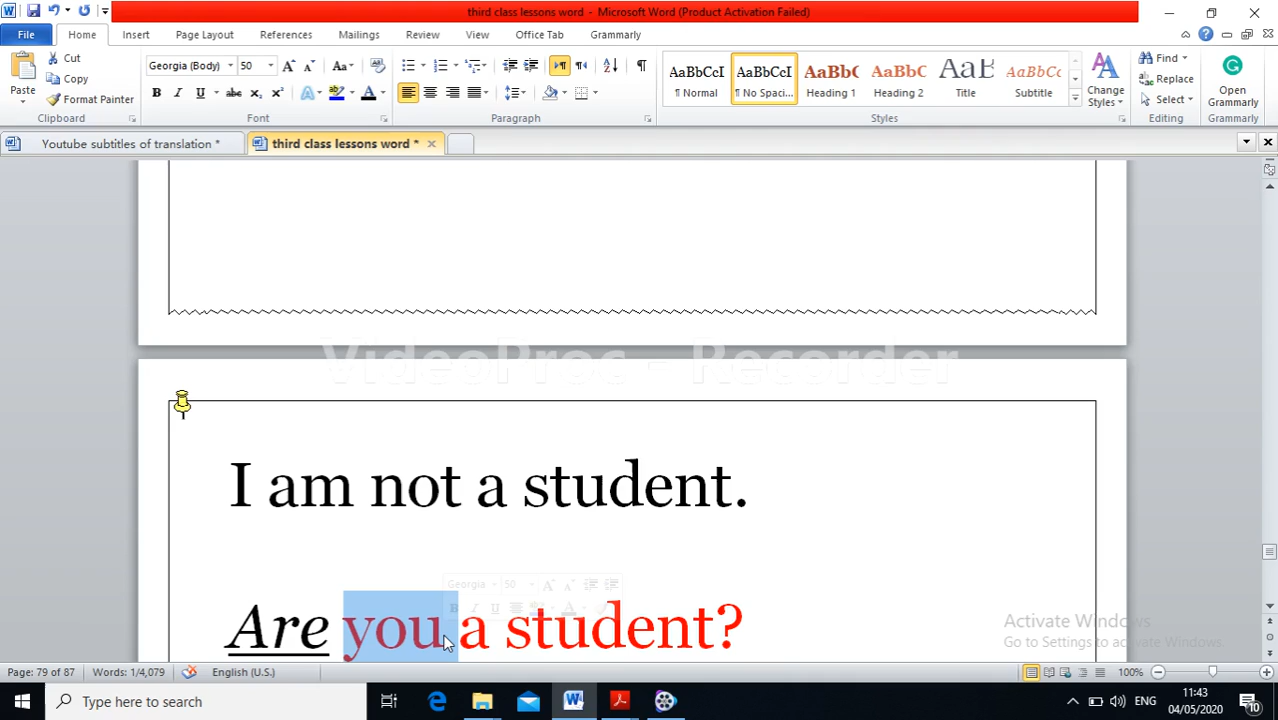 third class lessons word - Microsoft Word (Product Activation Failed)
File Home Insert Page Layout References Mailings Review View Office Tab Grammarly
Paste
Cut
Copy
Format Painter
Clipboard
Georgia (Body) 50
Font
Paragraph
AaBbCcI AaBbCcI AaBbC AaBbC AaB AaBbCcI
¶ Normal ¶ No Spaci... Heading 1 Heading 2 Title Subtitle
Change Styles
Styles
Find
Replace
Select
Editing
Open Grammarly
Grammarly
Youtube subtitles of translation * third class lessons word *
VideoProc - Recorder
I am not a student.
Georgia 50
Are you a student?
Activate Windows
Go to Settings to activate Windows.
Page: 79 of 87 Words: 1/4,079 English (U.S.) 100%
Type here to search
ENG
11:43
04/05/2020
10